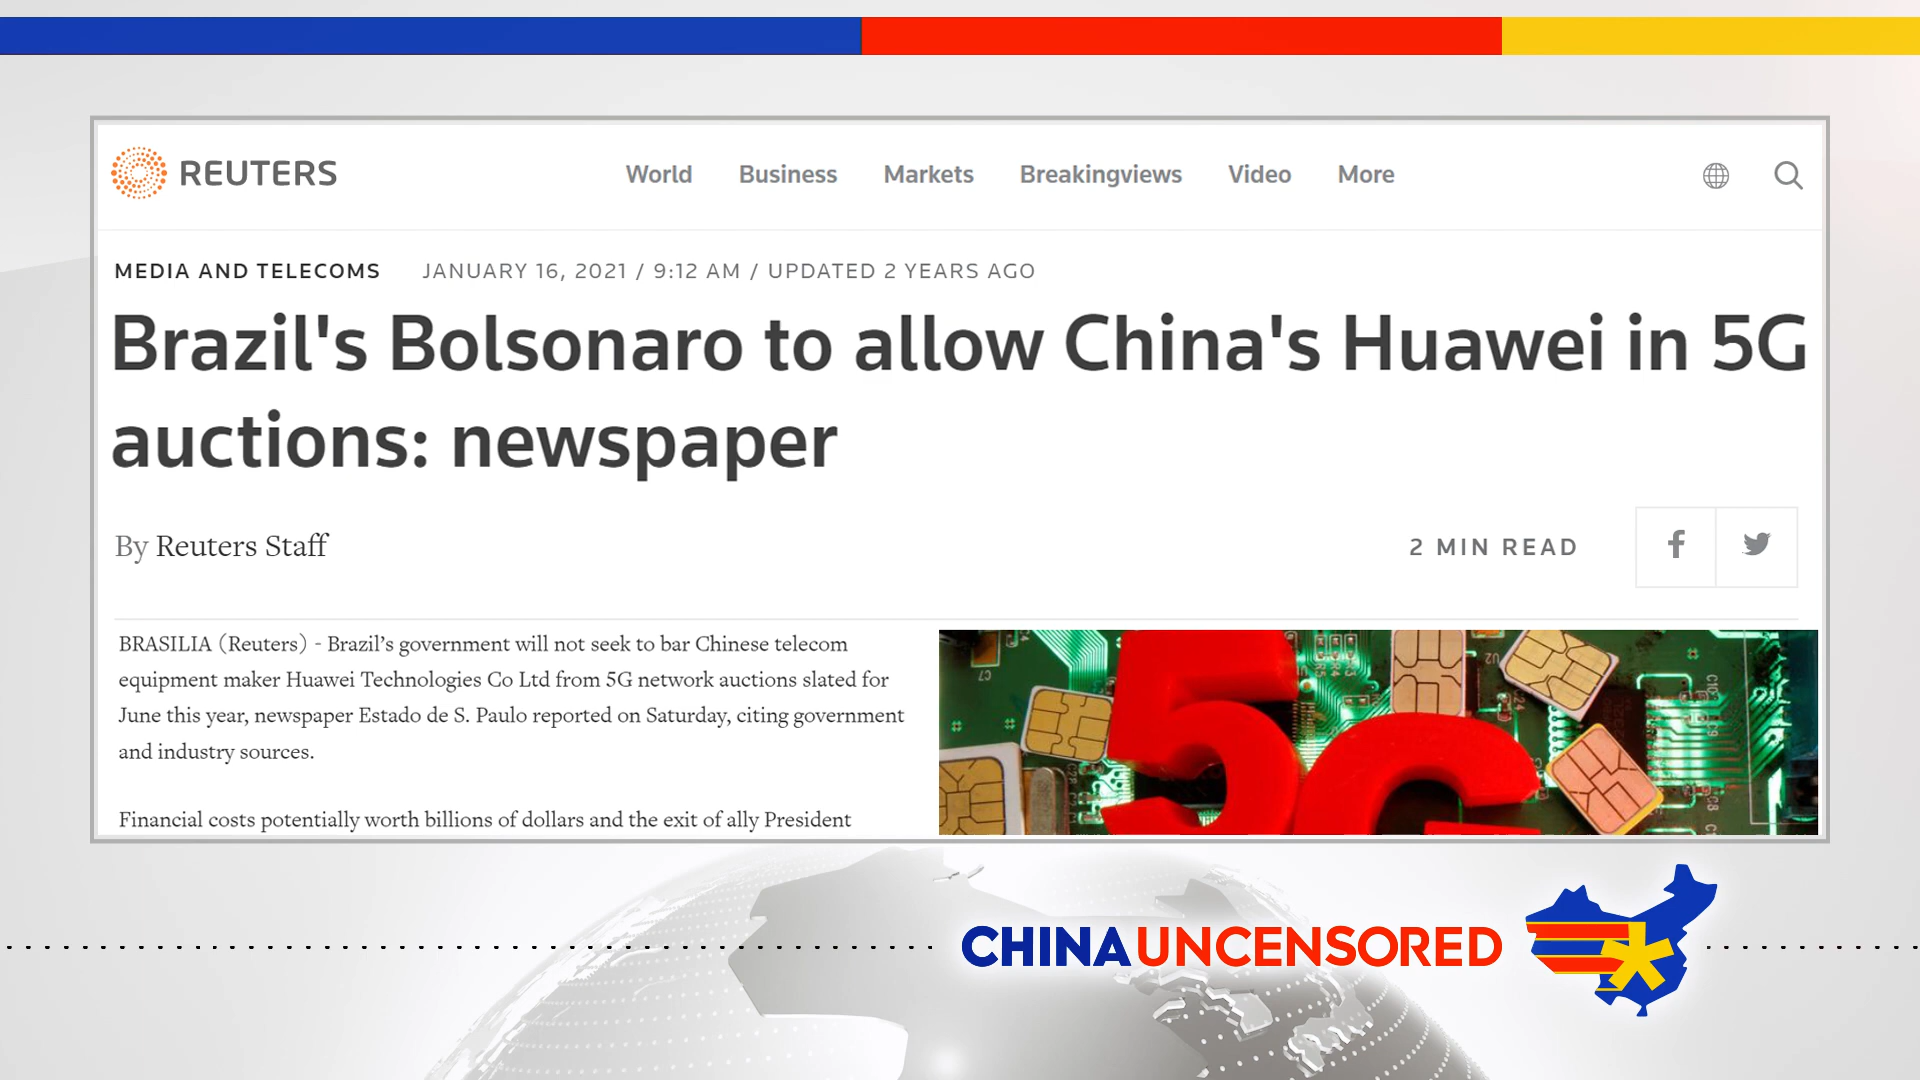 REUTERS World Business Markets Breakingviews Video More
MEDIA AND TELECOMS JANUARY 16, 2021 / 9:12 AM / UPDATED 2 YEARS AGO
Brazil's Bolsonaro to allow China's Huawei in 5G
auctions: newspaper
By Reuters Staff
2 MIN READ
BRASILIA (Reuters) - Brazil’s government will not seek to bar Chinese telecom
equipment maker Huawei Technologies Co Ltd from 5G network auctions slated for
June this year, newspaper Estado de S. Paulo reported on Saturday, citing government
and industry sources.
Financial costs potentially worth billions of dollars and the exit of ally President
5G
CHINA UNCENSORED